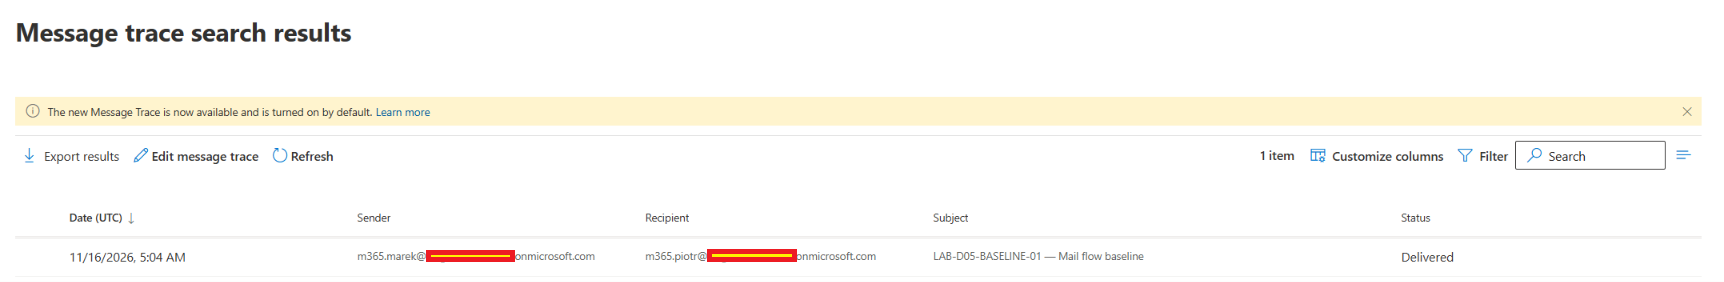 Message trace search results
The new Message Trace is now available and is turned on by default. Learn more
Export results Edit message trace Refresh 1 item Customize columns Filter Search
Date (UTC) ↓ Sender Recipient Subject Status
11/16/2026, 5:04 AM m365.marek@ onmicrosoft.com m365.piotr@ onmicrosoft.com LAB-D05-BASELINE-01 — Mail flow baseline Delivered